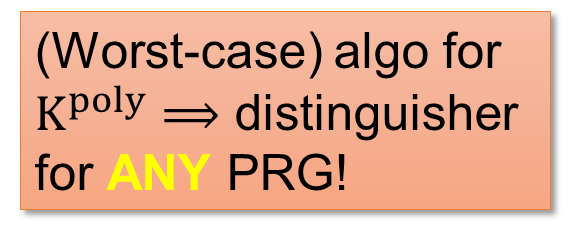 (Worst-case) algo for
K^poly ⟹ distinguisher
for ANY PRG!